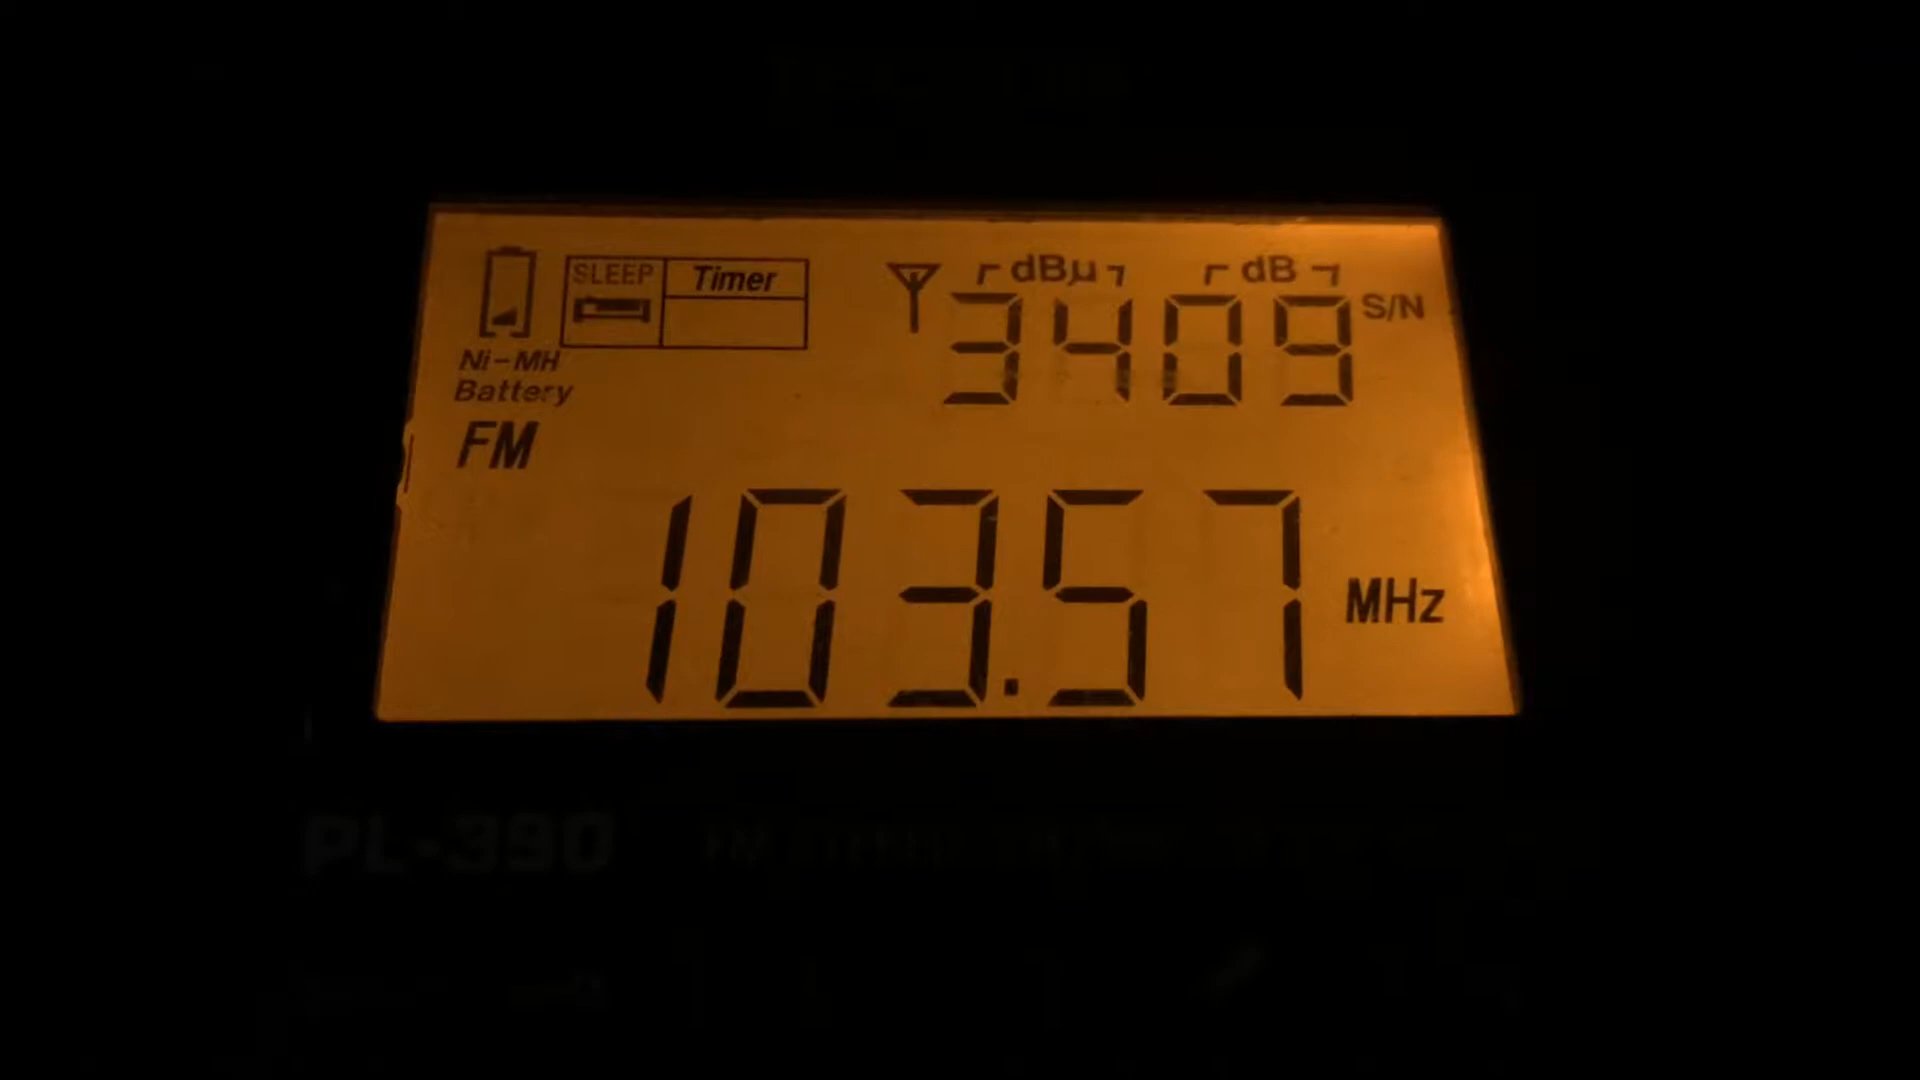 SLEEP Timer dBµ dB
3409 S/N
Ni-MH
Battery
FM
103.57 MHz
PL-390